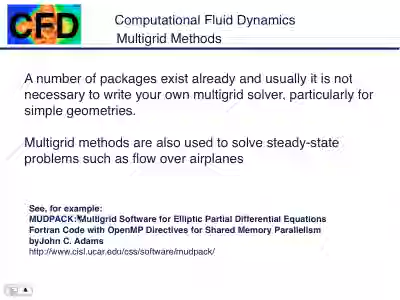 CFD
Computational Fluid Dynamics
Multigrid Methods
A number of packages exist already and usually it is not
necessary to write your own multigrid solver, particularly for
simple geometries.
Multigrid methods are also used to solve steady-state
problems such as flow over airplanes
See, for example:
MUDPACK: Multigrid Software for Elliptic Partial Differential Equations
Fortran Code with OpenMP Directives for Shared Memory Parallelism
byJohn C. Adams
http://www.cisl.ucar.edu/css/software/mudpack/